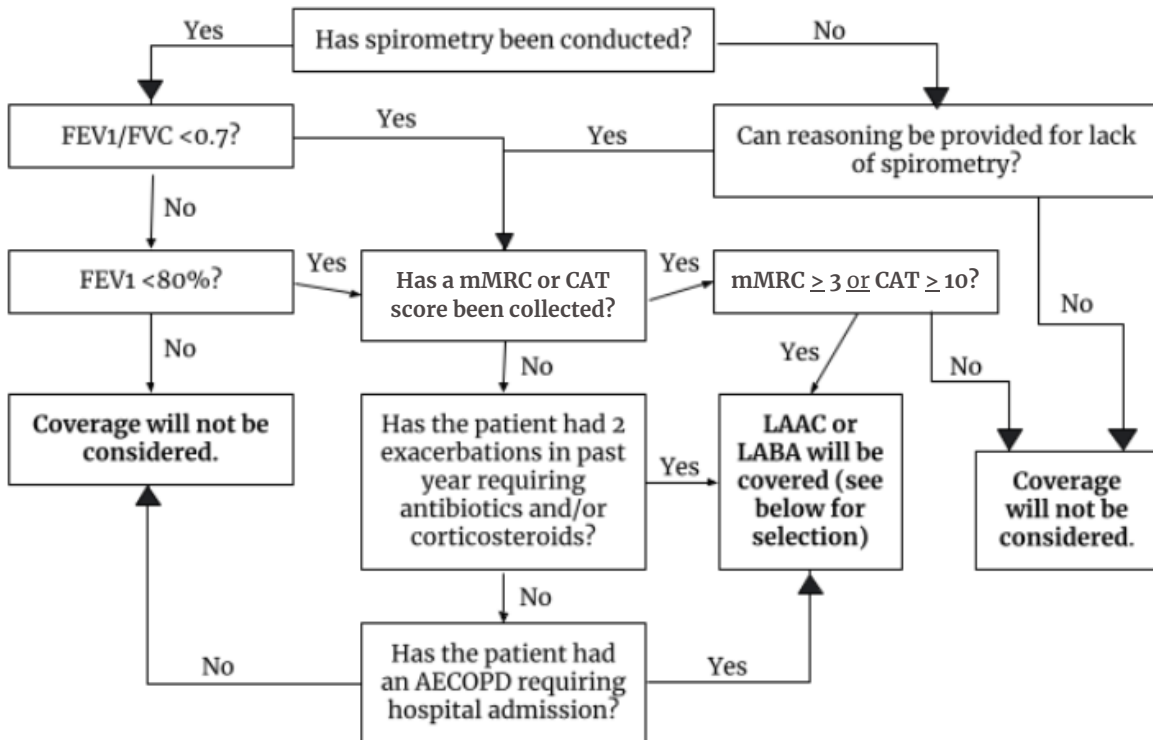 Yes
Has spirometry been conducted?
No
FEV1/FVC <0.7?
Yes
Yes
Can reasoning be provided for lack
of spirometry?
No
FEV1 <80%?
Yes
Has a mMRC or CAT
score been collected?
Yes
mMRC ≥ 3 or CAT ≥ 10?
No
No
No
Yes
No
Coverage will not be
considered.
Has the patient had 2
exacerbations in past
year requiring
antibiotics and/or
corticosteroids?
Yes
LAAC or
LABA will be
covered (see
below for
selection)
Coverage
will not be
considered.
No
No
Has the patient had
an AECOPD requiring
hospital admission?
Yes